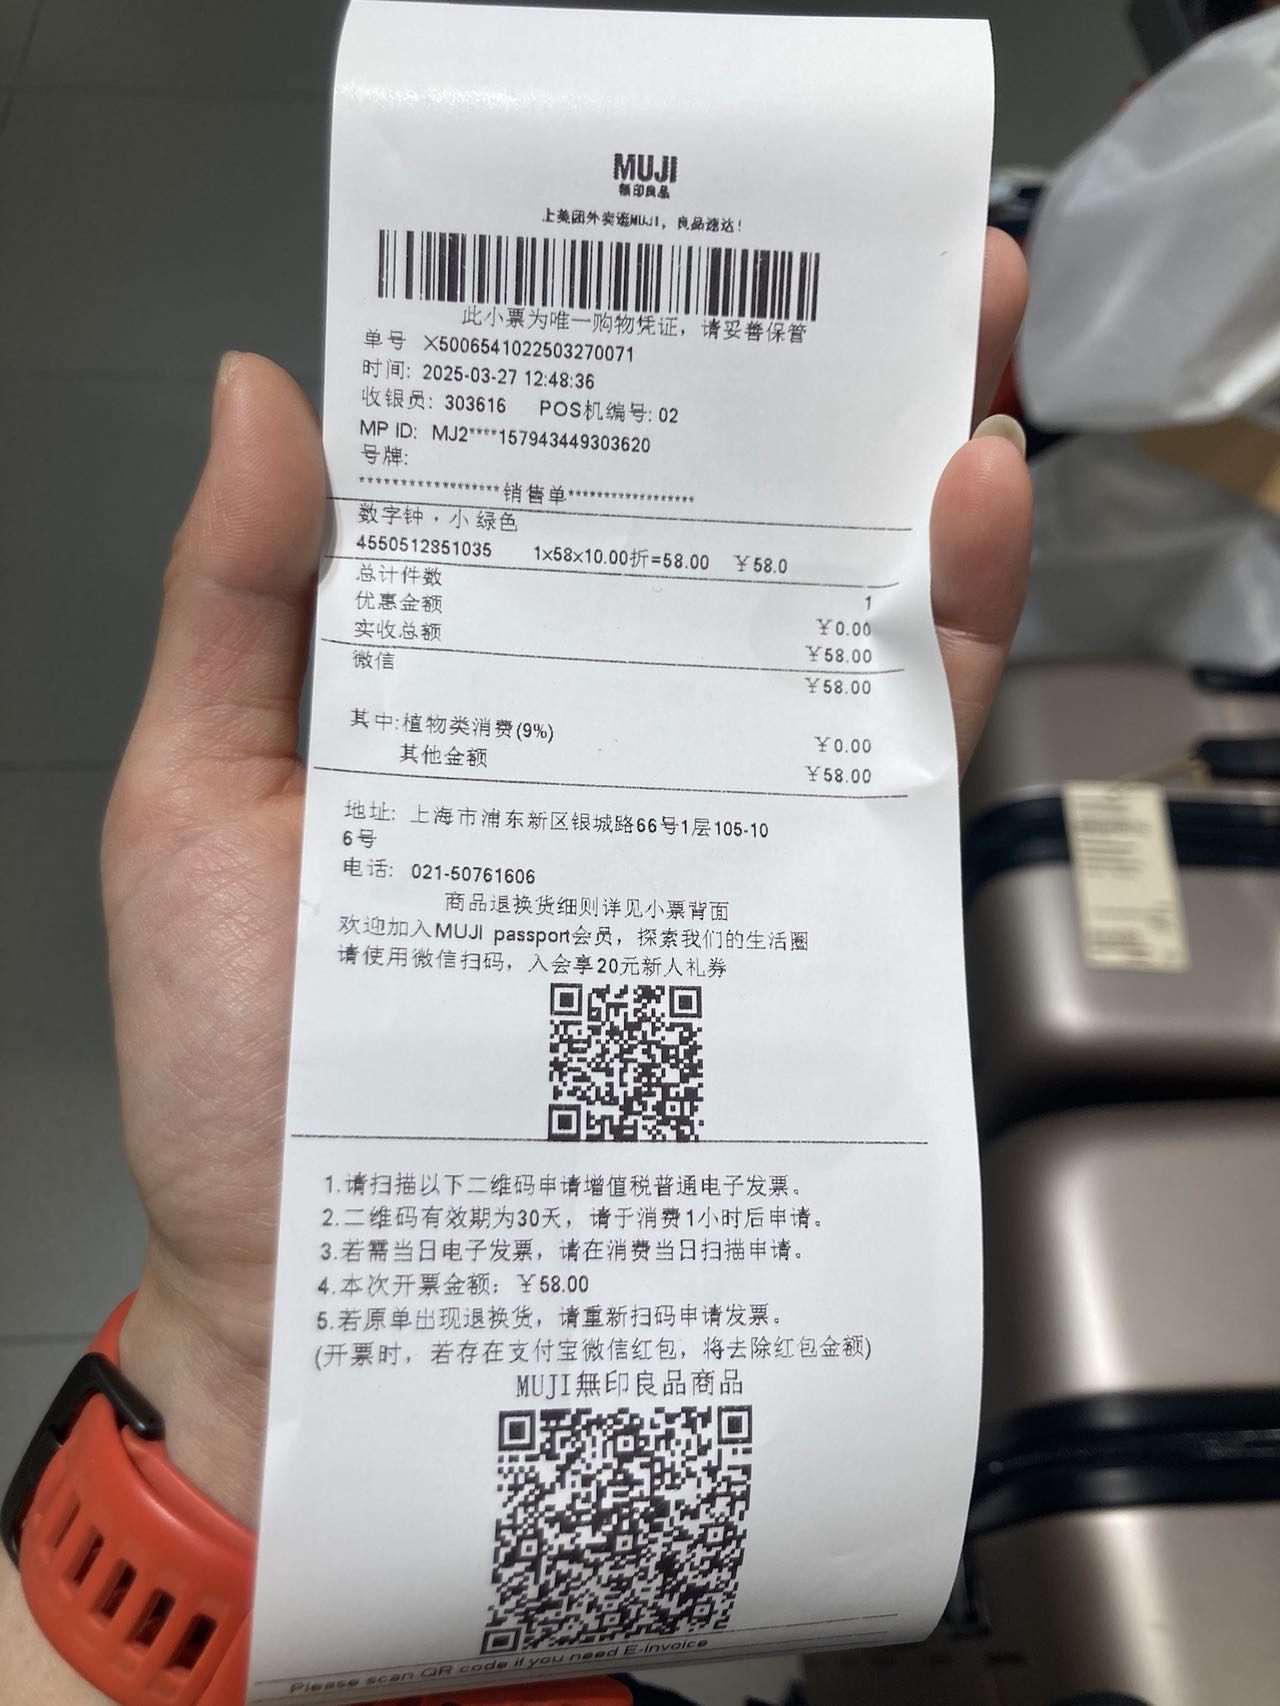 MUJI
無印良品
上美团外卖逛MUJI，良品速达！
此小票为唯一购物凭证，请妥善保管
单号 X5006541022503270071
时间: 2025-03-27 12:48:36
收银员: 303616 POS机编号: 02
MP ID: MJ2****157943449303620
号牌:
******************销售单******************
数字钟・小 绿色
4550512851035 1x58x10.00折=58.00 ￥58.0
总计件数 1
优惠金额 ￥0.00
实收总额 ￥58.00
微信 ￥58.00
其中:植物类消费(9%) ￥0.00
其他金额 ￥58.00
地址: 上海市浦东新区银城路66号1层105-10
6号
电话: 021-50761606
商品退换货细则详见小票背面
欢迎加入MUJI passport会员，探索我们的生活圈
请使用微信扫码，入会享20元新人礼券
1.请扫描以下二维码申请增值税普通电子发票。
2.二维码有效期为30天，请于消费1小时后申请。
3.若需当日电子发票，请在消费当日扫描申请。
4.本次开票金额：￥58.00
5.若原单出现退换货，请重新扫码申请发票。
(开票时，若存在支付宝微信红包，将去除红包金额)
MUJI無印良品商品
Please scan QR code if you need E-Invoice